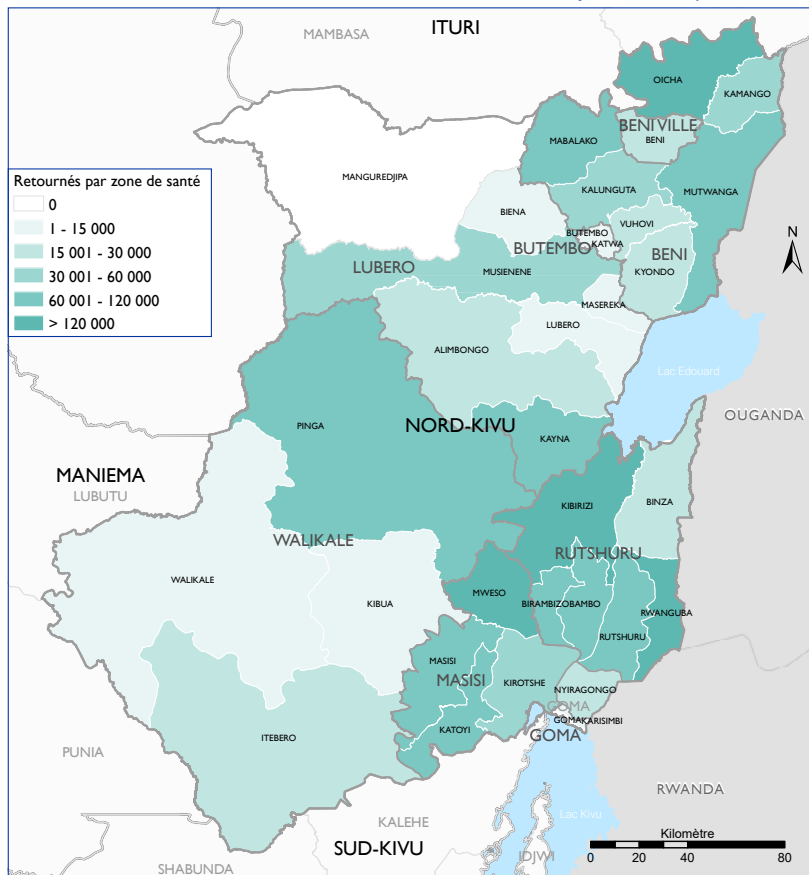 ITURI
MAMBASA
OICHA
KAMANGO
BENI VILLE
BENI
MABALAKO
MANGUREDJIPA
Retournés par zone de santé
0
1 - 15 000
15 001 - 30 000
30 001 - 60 000
60 001 - 120 000
> 120 000
KALUNGUTA
MUTWANGA
BIENA
VUHOVI
N
BUTEMBO
BUTEMBO
KATWA
BENI
LUBERO
MUSIENENE
KYONDO
MASEREKA
LUBERO
ALIMBONGO
Lac Edouard
OUGANDA
PINGA
NORD-KIVU
KAYNA
MANIEMA
LUBUTU
BINZA
KIBIRIZI
WALIKALE
RUTSHURU
WALIKALE
KIBUA
MWESO
BIRAMBIZO
BAMBO
RWANGUBA
RUTSHURU
MASISI
MASISI
KIROTSHE
NYIRAGONGO
GOMA
GOMA
KARISIMBI
KATOYI
GOMA
ITEBERO
PUNIA
RWANDA
KALEHE
Lac Kivu
Kilomètre
SUD-KIVU
IDJWI
0 10 20 40 80
SHABUNDA